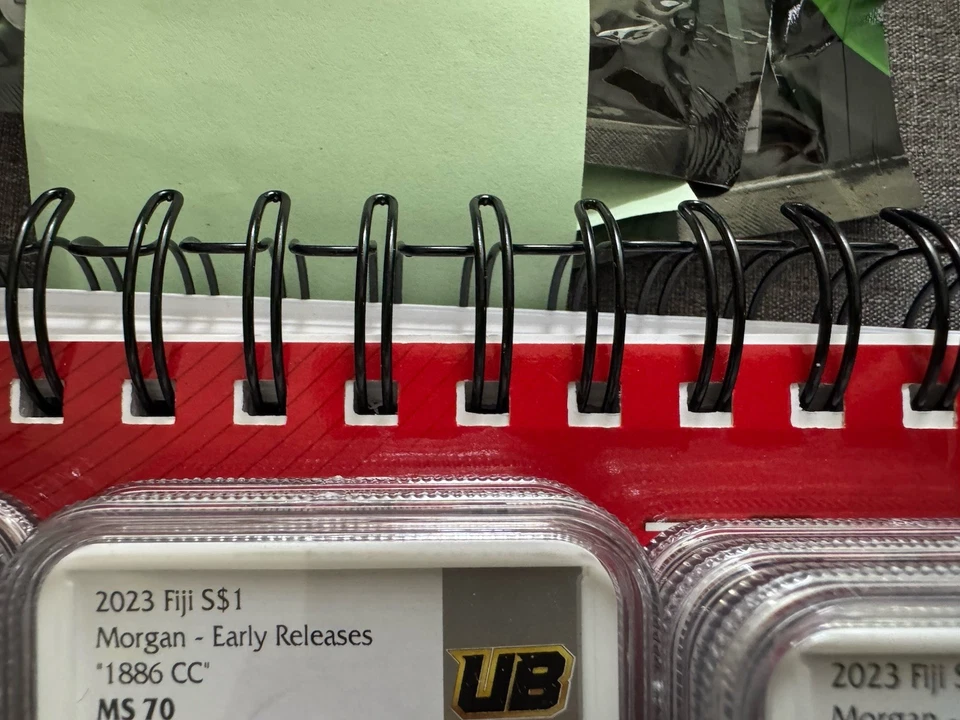 2023 Fiji S$1
Morgan - Early Releases
"1886 CC"
MS 70
UB
2023 Fiji
Morgan